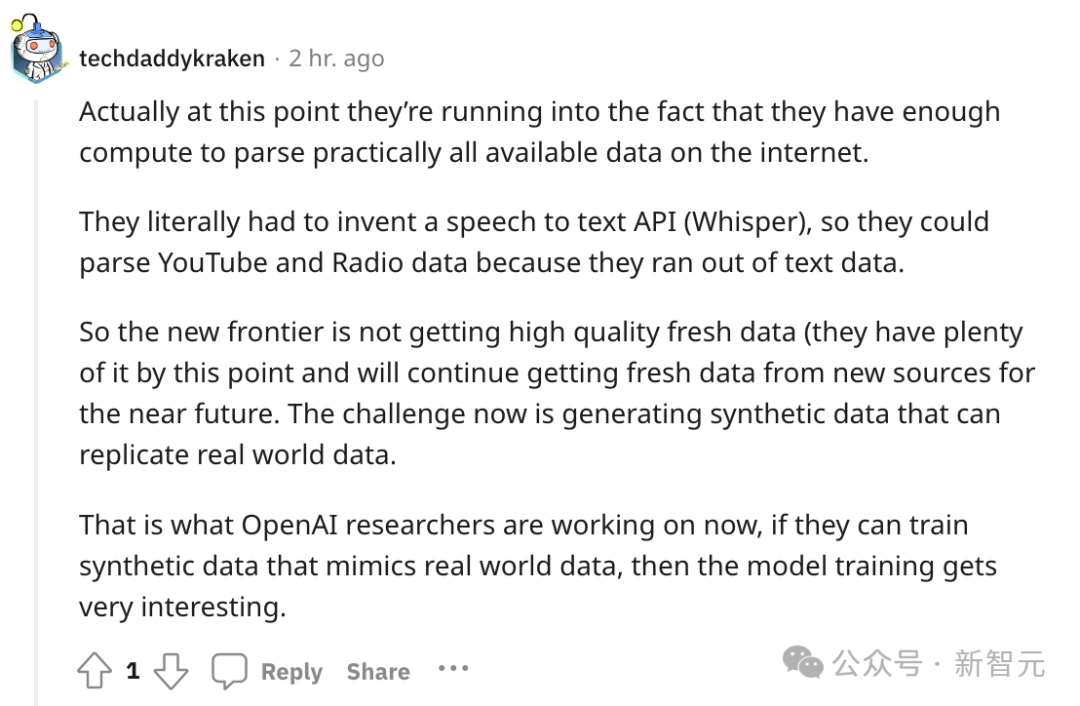 techdaddykraken · 2 hr. ago
Actually at this point they’re running into the fact that they have enough
compute to parse practically all available data on the internet.
They literally had to invent a speech to text API (Whisper), so they could
parse YouTube and Radio data because they ran out of text data.
So the new frontier is not getting high quality fresh data (they have plenty
of it by this point and will continue getting fresh data from new sources for
the near future. The challenge now is generating synthetic data that can
replicate real world data.
That is what OpenAI researchers are working on now, if they can train
synthetic data that mimics real world data, then the model training gets
very interesting.
1 Reply Share ···
公众号 · 新智元